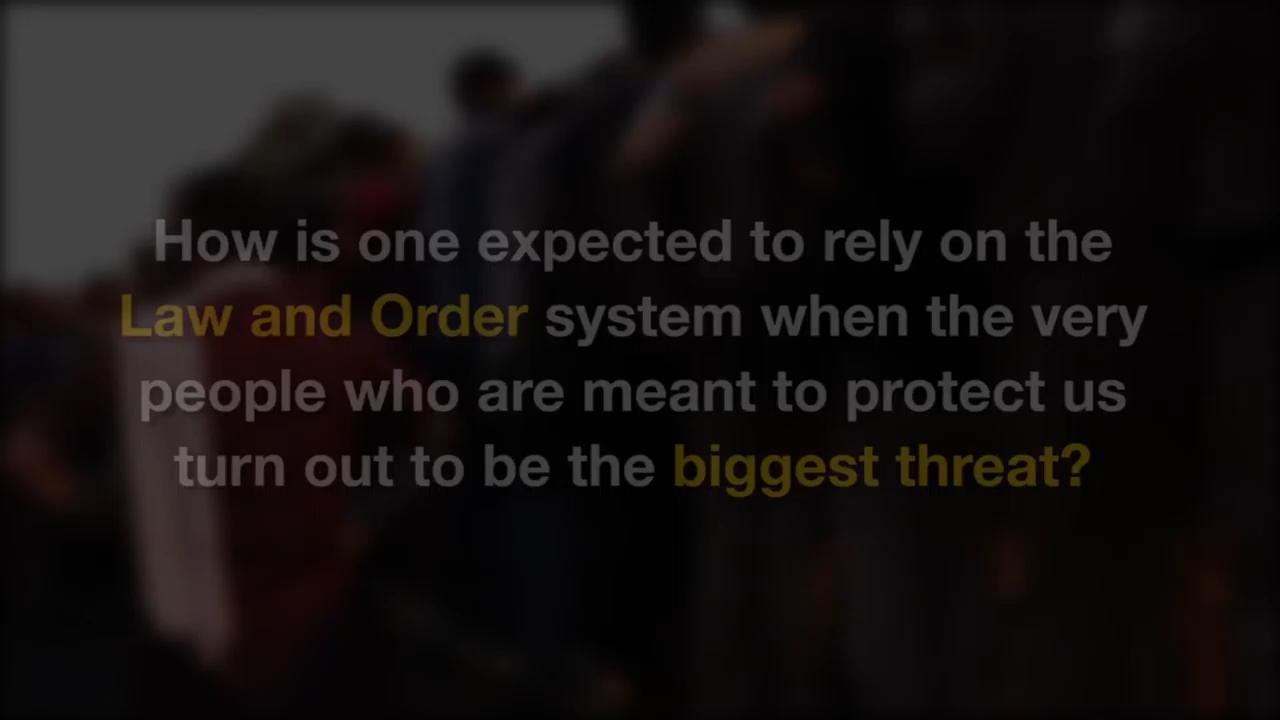 How is one expected to rely on the
Law and Order system when the very
people who are meant to protect us
turn out to be the biggest threat?